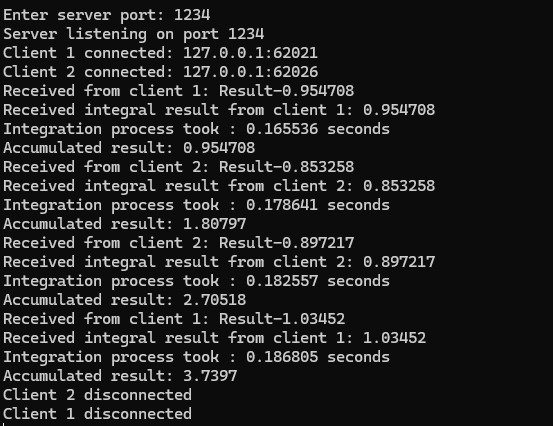 Enter server port: 1234
Server listening on port 1234
Client 1 connected: 127.0.0.1:62021
Client 2 connected: 127.0.0.1:62026
Received from client 1: Result-0.954708
Received integral result from client 1: 0.954708
Integration process took : 0.165536 seconds
Accumulated result: 0.954708
Received from client 2: Result-0.853258
Received integral result from client 2: 0.853258
Integration process took : 0.178641 seconds
Accumulated result: 1.80797
Received from client 2: Result-0.897217
Received integral result from client 2: 0.897217
Integration process took : 0.182557 seconds
Accumulated result: 2.70518
Received from client 1: Result-1.03452
Received integral result from client 1: 1.03452
Integration process took : 0.186805 seconds
Accumulated result: 3.7397
Client 2 disconnected
Client 1 disconnected